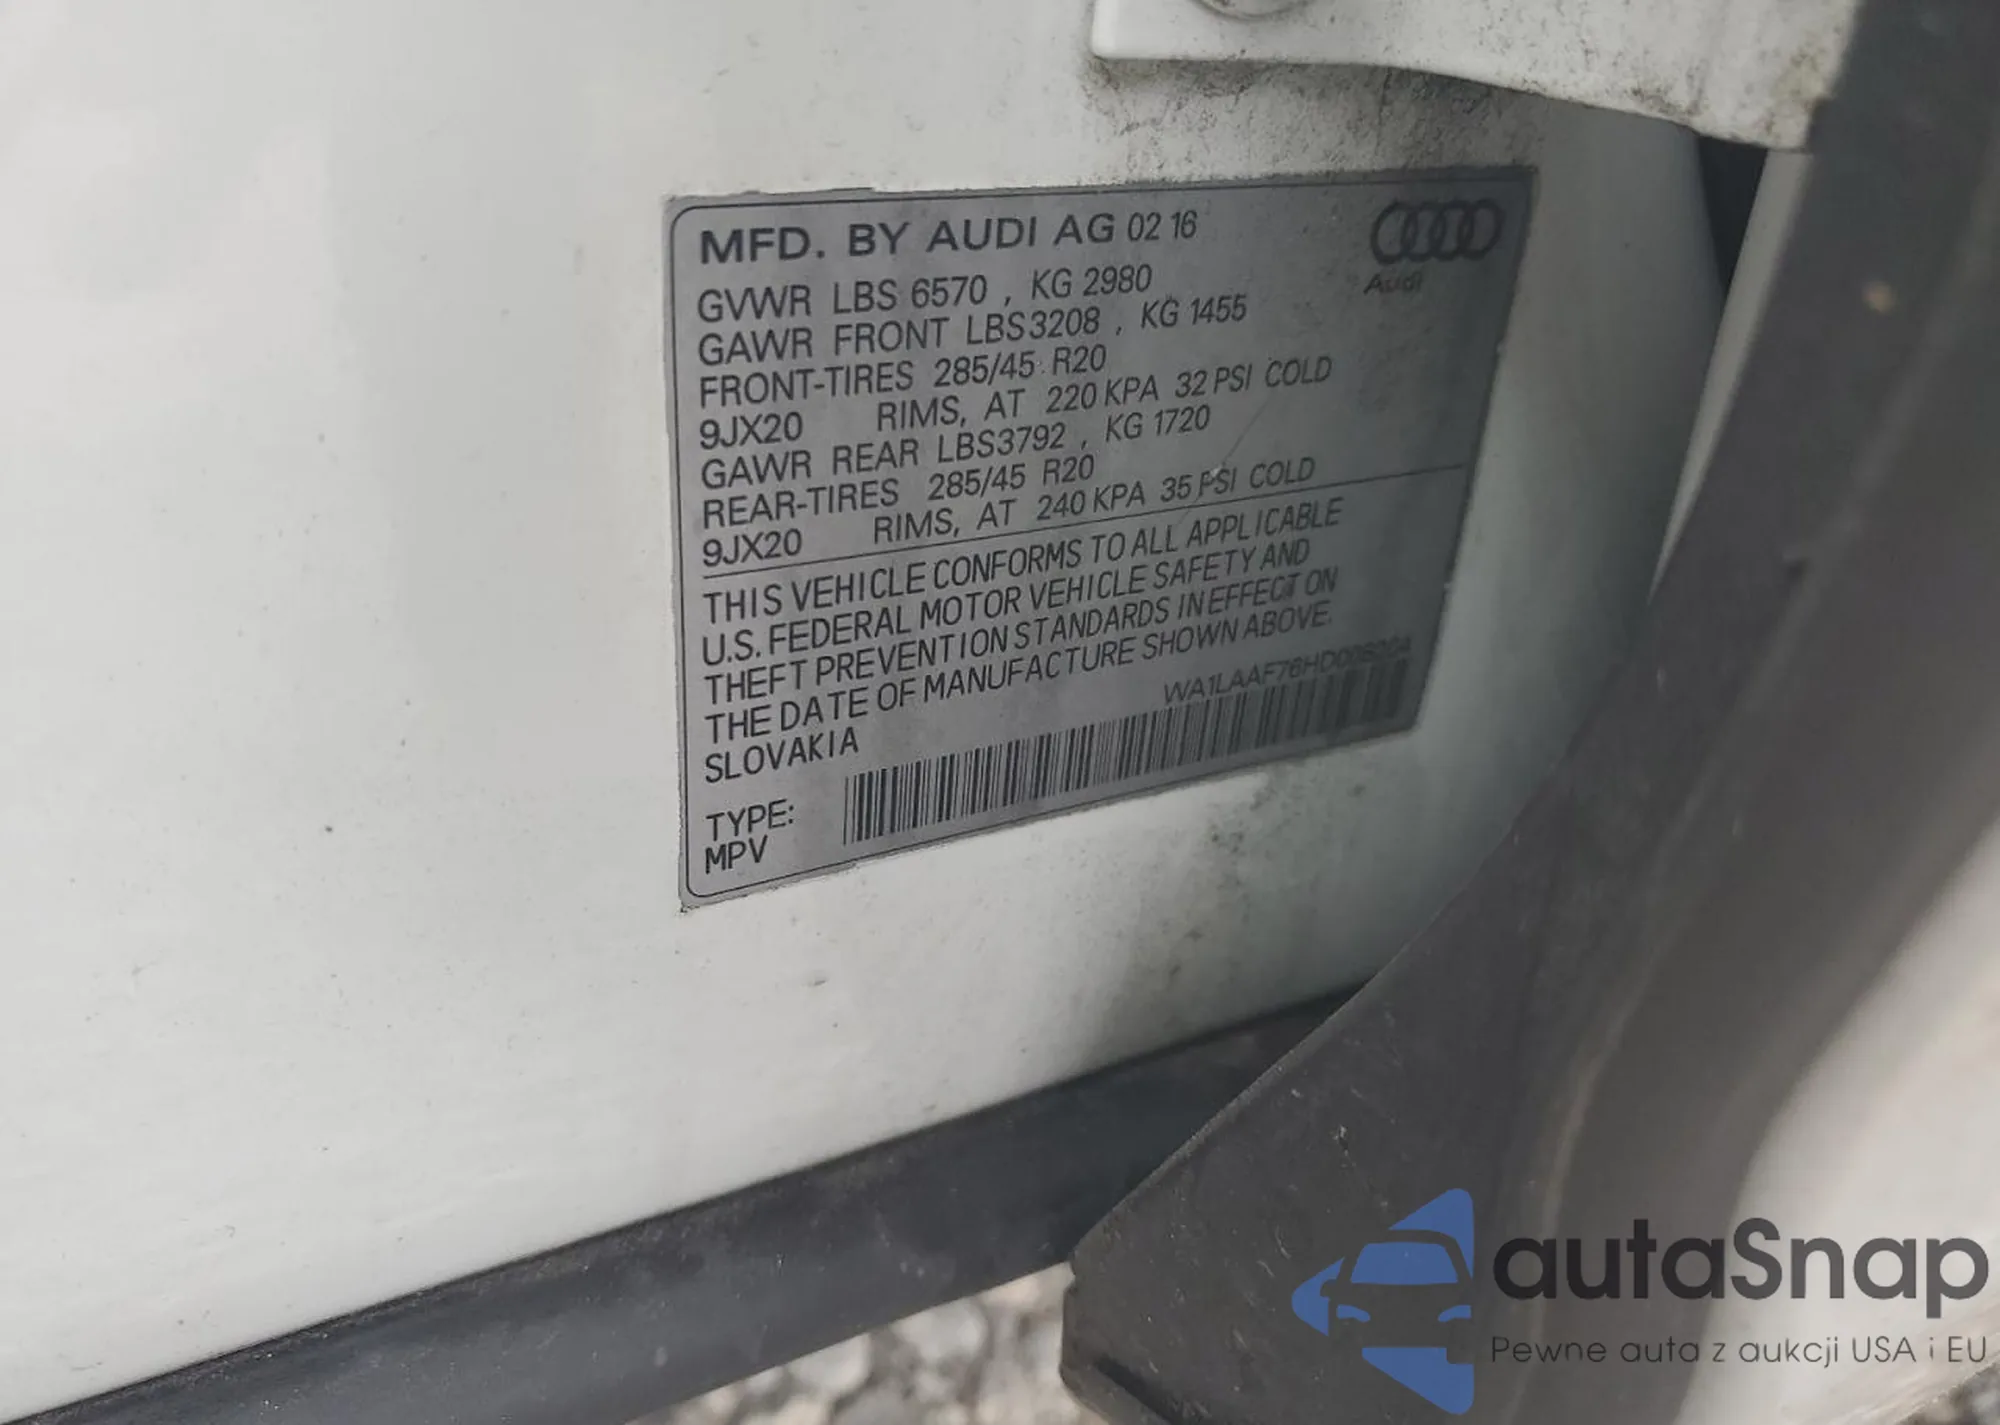 MFD. BY AUDI AG 02 16
Audi
GVWR LBS 6570 , KG 2980
GAWR FRONT LBS3208 , KG 1455
FRONT-TIRES 285/45 R20
9JX20 RIMS, AT 220 KPA 32 PSI COLD
GAWR REAR LBS3792 , KG 1720
REAR-TIRES 285/45 R20
9JX20 RIMS, AT 240 KPA 35 PSI COLD
THIS VEHICLE CONFORMS TO ALL APPLICABLE
U.S. FEDERAL MOTOR VEHICLE SAFETY AND
THEFT PREVENTION STANDARDS IN EFFECT ON
THE DATE OF MANUFACTURE SHOWN ABOVE.
SLOVAKIA
TYPE:
MPV
autaSnap
Pewne auta z aukcji USA i EU